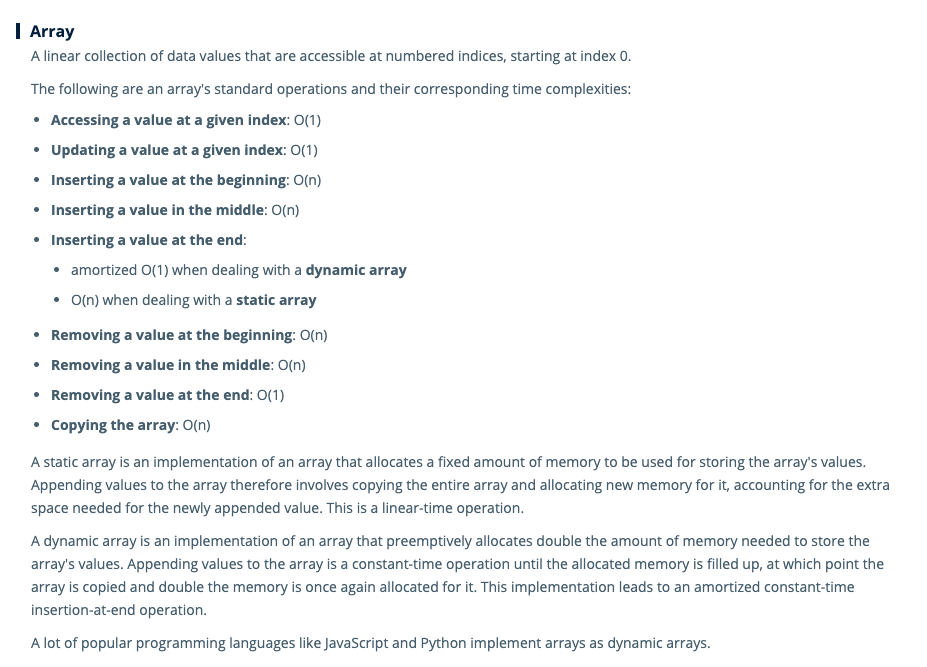 Array
A linear collection of data values that are accessible at numbered indices, starting at index 0.
The following are an array's standard operations and their corresponding time complexities:
• Accessing a value at a given index: O(1)
• Updating a value at a given index: O(1)
• Inserting a value at the beginning: O(n)
• Inserting a value in the middle: O(n)
• Inserting a value at the end:
• amortized O(1) when dealing with a dynamic array
• O(n) when dealing with a static array
• Removing a value at the beginning: O(n)
• Removing a value in the middle: O(n)
• Removing a value at the end: O(1)
• Copying the array: O(n)
A static array is an implementation of an array that allocates a fixed amount of memory to be used for storing the array's values.
Appending values to the array therefore involves copying the entire array and allocating new memory for it, accounting for the extra
space needed for the newly appended value. This is a linear-time operation.
A dynamic array is an implementation of an array that preemptively allocates double the amount of memory needed to store the
array's values. Appending values to the array is a constant-time operation until the allocated memory is filled up, at which point the
array is copied and double the memory is once again allocated for it. This implementation leads to an amortized constant-time
insertion-at-end operation.
A lot of popular programming languages like JavaScript and Python implement arrays as dynamic arrays.